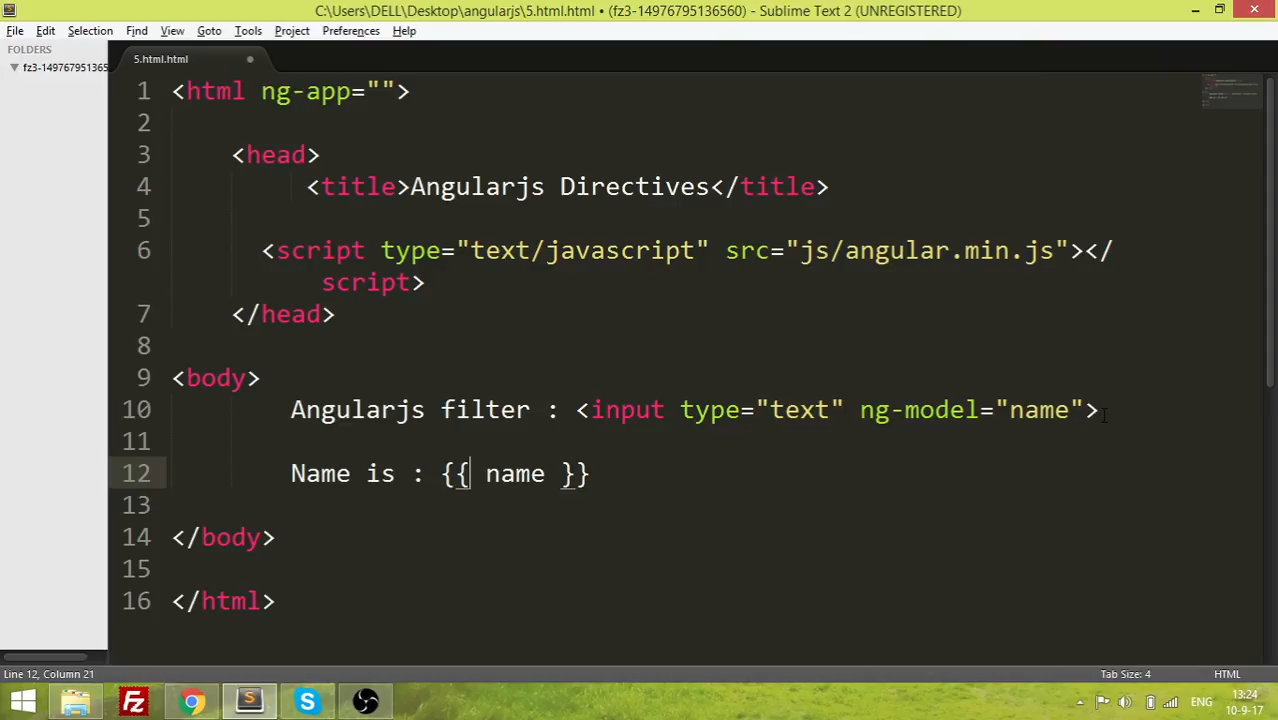 C:\Users\DELL\Desktop\angularjs\5.html.html • (fz3-14976795136560) - Sublime Text 2 (UNREGISTERED)
File Edit Selection Find View Goto Tools Project Preferences Help
FOLDERS
fz3-149767951365
5.html.html
1 <html ng-app="">
2
3 <head>
4 <title>Angularjs Directives</title>
5
6 <script type="text/javascript" src="js/angular.min.js"></
script>
7 </head>
8
9 <body>
10 Angularjs filter : <input type="text" ng-model="name">
11
12 Name is : {{ name }}
13
14 </body>
15
16 </html>
Line 12, Column 21
Tab Size: 4
HTML
Fz
S
ENG
13:24
10-9-17